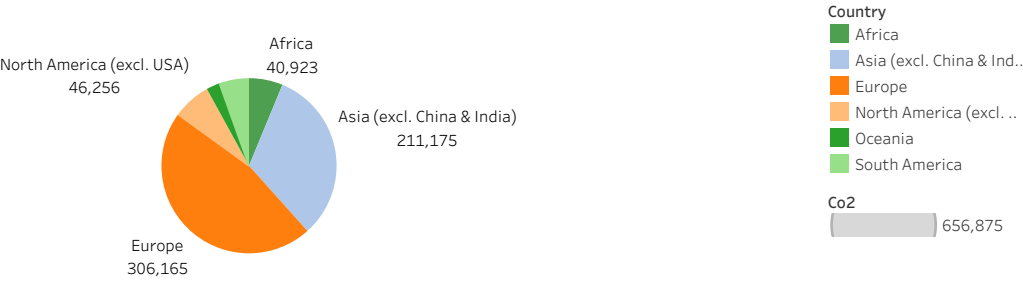 Africa
40,923
North America (excl. USA)
46,256
Asia (excl. China & India)
211,175
Europe
306,165
Country
Africa
Asia (excl. China & Ind..
Europe
North America (excl. ..
Oceania
South America
Co2
656,875